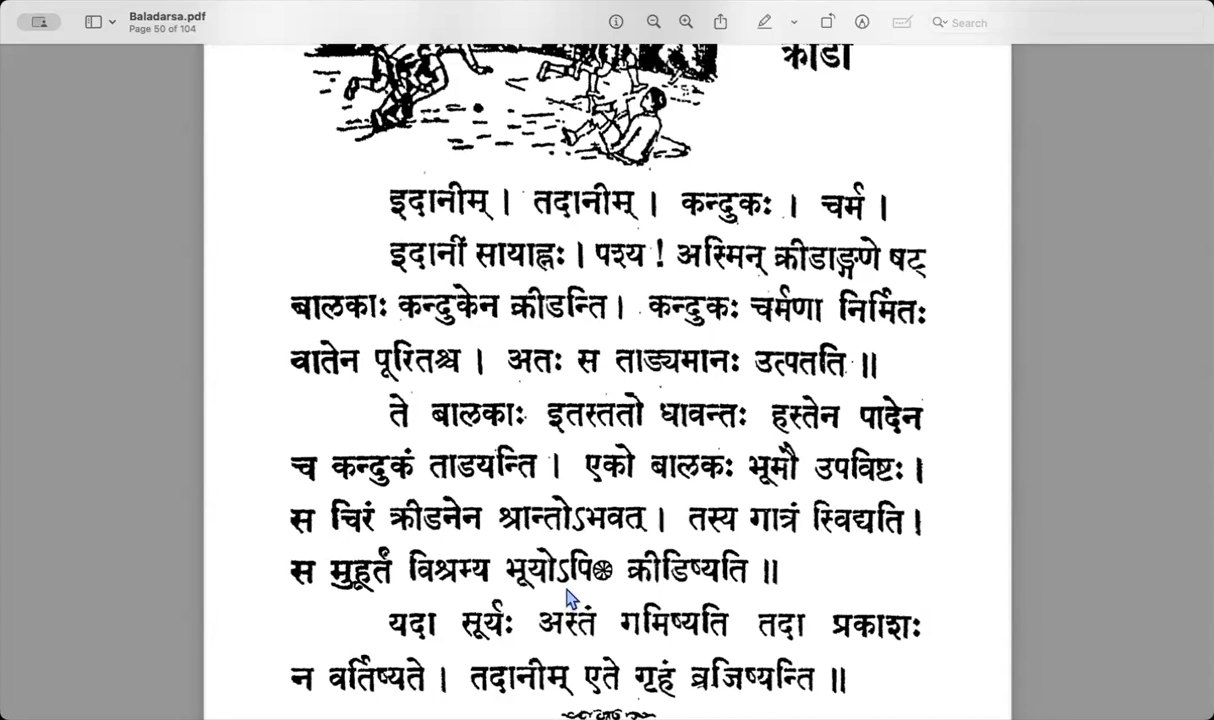 Baladarsa.pdf
Page 50 of 104
Search
क्रीडा
इदानीम् । तदानीम् । कन्दुकः । चर्म ।
इदानीं सायाह्नः । पश्य ! अस्मिन् क्रीडाङ्गणे षट्
बालकाः कन्दुकेन क्रीडन्ति । कन्दुकः चर्मणा निर्मितः
वातेन पूरितश्च । अतः स ताड्यमानः उत्पतति ॥
ते बालकाः इतस्ततो धावन्तः हस्तेन पादेन
च कन्दुकं ताडयन्ति । एको बालकः भूमौ उपविष्टः ।
स चिरं क्रीडनेन श्रान्तोऽभवत् । तस्य गात्रं स्विद्यति ।
स मुहूर्तं विश्रम्य भूयोऽपि क्रीडिष्यति ॥
यदा सूर्यः अस्तं गमिष्यति तदा प्रकाशः
न वर्तिष्यते । तदानीम् एते गृहं व्रजिष्यन्ति ॥